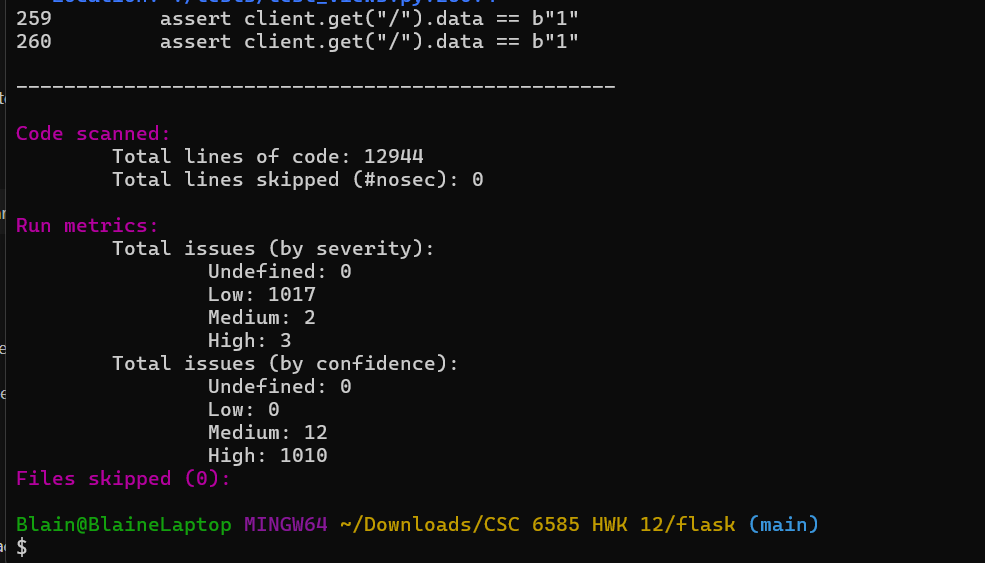 259         assert client.get("/").data == b"1"
260         assert client.get("/").data == b"1"
--------------------------------------------------
Code scanned:
        Total lines of code: 12944
        Total lines skipped (#nosec): 0
Run metrics:
        Total issues (by severity):
                Undefined: 0
                Low: 1017
                Medium: 2
                High: 3
        Total issues (by confidence):
                Undefined: 0
                Low: 0
                Medium: 12
                High: 1010
Files skipped (0):
Blain@BlaineLaptop MINGW64 ~/Downloads/CSC 6585 HWK 12/flask (main)
$